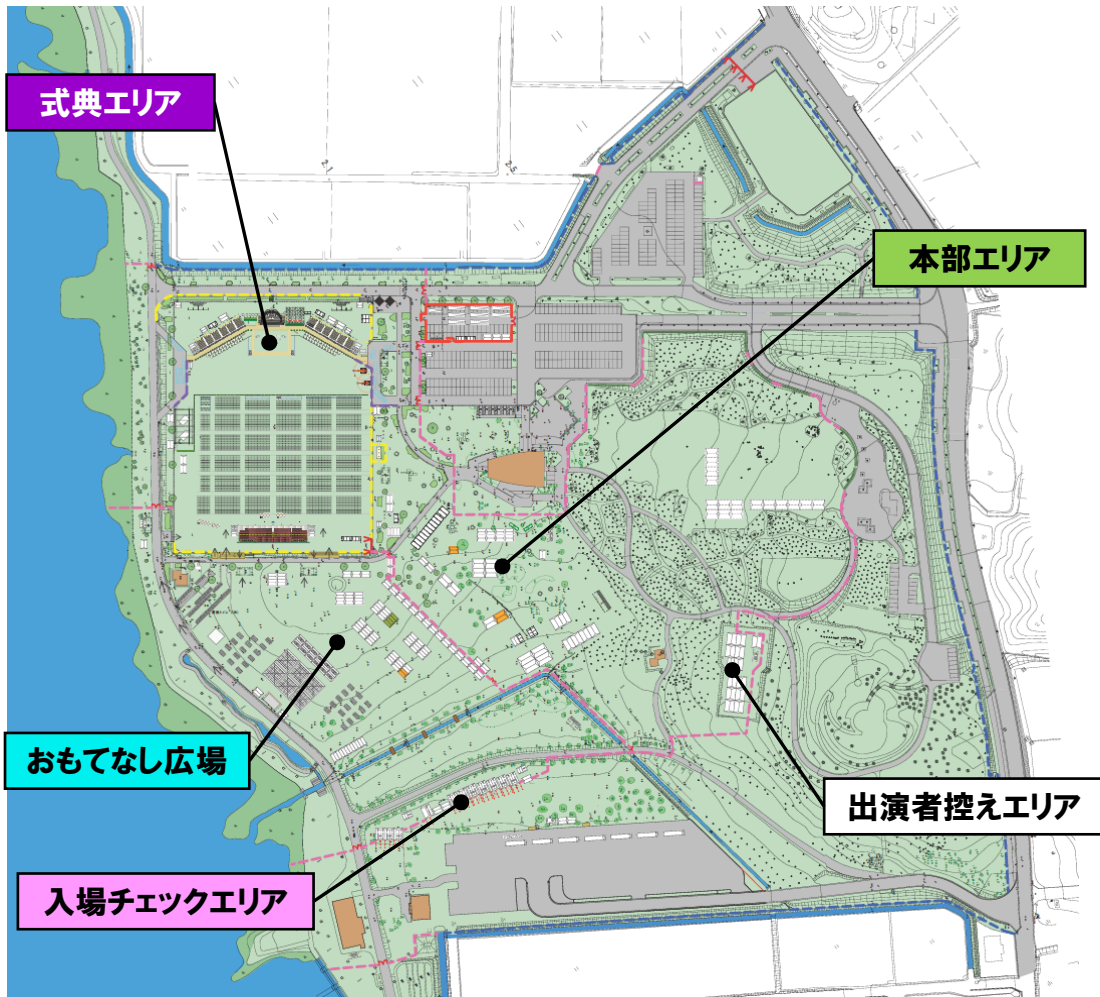 式典エリア
本部エリア
おもてなし広場
出演者控えエリア
入場チェックエリア